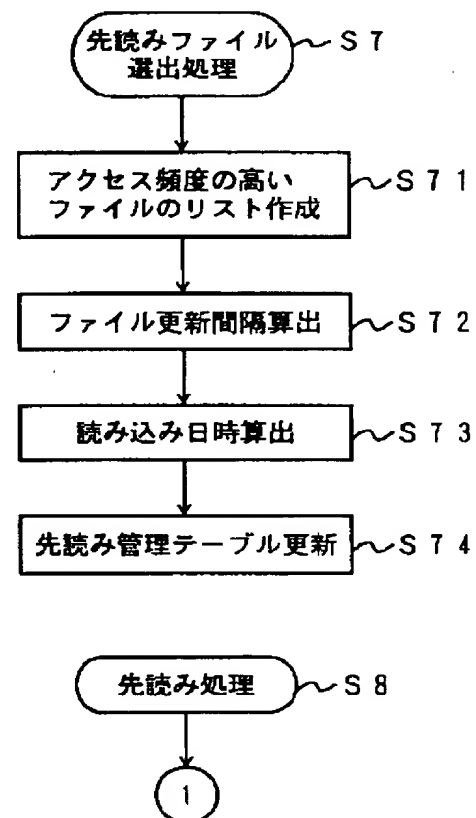 先読みファイル
選出処理
S7
アクセス頻度の高い
ファイルのリスト作成
S71
ファイル更新間隔算出
S72
読み込み日時算出
S73
先読み管理テーブル更新
S74
先読み処理
S8
1